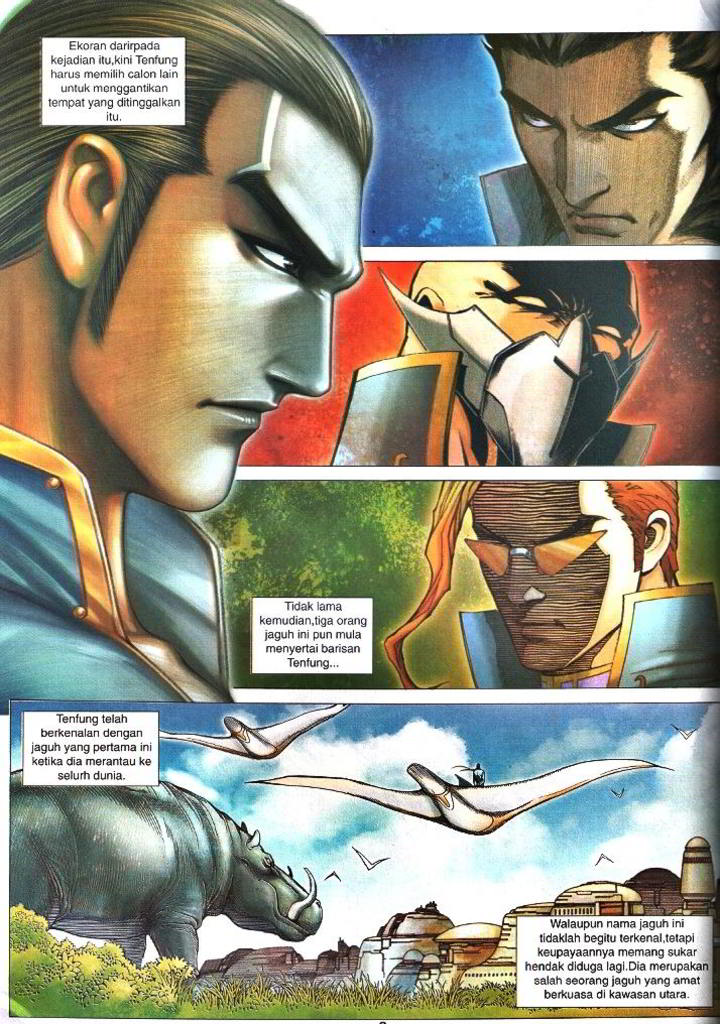 Ekoran darirpada
kejadian itu,kini Tenfung
harus memilih calon lain
untuk menggantikan
tempat yang ditinggalkan
itu.
Tidak lama
kemudian,tiga orang
jaguh ini pun mula
menyertai barisan
Tenfung...
Tenfung telah
berkenalan dengan
jaguh yang pertama ini
ketika dia merantau ke
selurh dunia.
Walaupun nama jaguh ini
tidaklah begitu terkenal,tetapi
keupayaannya memang sukar
hendak diduga lagi.Dia merupakan
salah seorang jaguh yang amat
berkuasa di kawasan utara.